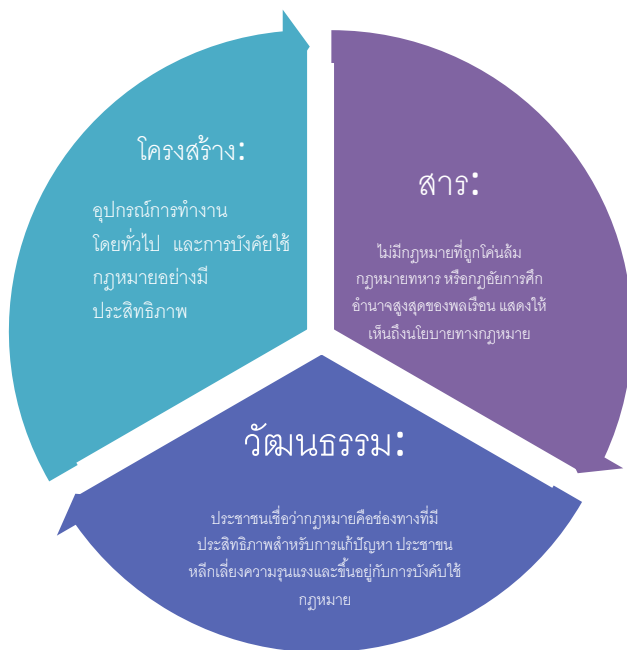 โครงสร้าง:
อุปกรณ์การทำงาน
โดยทั่วไป และการบังคับใช้
กฎหมายอย่างมี
ประสิทธิภาพ
สาร:
ไม่มีกฎหมายที่ถูกโค่นล้ม
กฎหมายทหาร หรือกฎอัยการศึก
อำนาจสูงสุดของพลเรือน แสดงให้
เห็นถึงนโยบายทางกฎหมาย
วัฒนธรรม:
ประชาชนเชื่อว่ากฎหมายคือช่องทางที่มี
ประสิทธิภาพสำหรับการแก้ปัญหา ประชาชน
หลีกเลี่ยงความรุนแรงและขึ้นอยู่กับการบังคับใช้
กฎหมาย